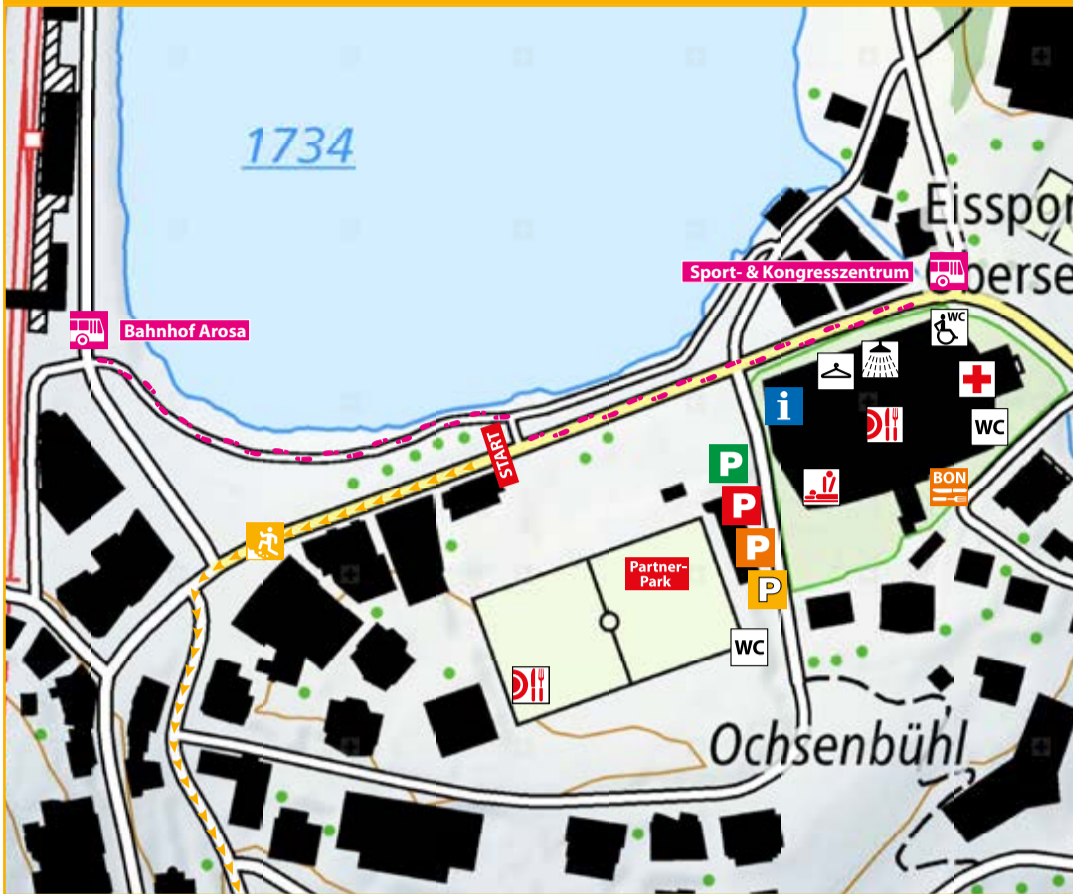 1734
Eisspor
Oberse
Sport- & Kongresszentrum
Bahnhof Arosa
WC
i
START
WC
P
BON
P
P
Partner-
Park
P
WC
Ochsenbühl